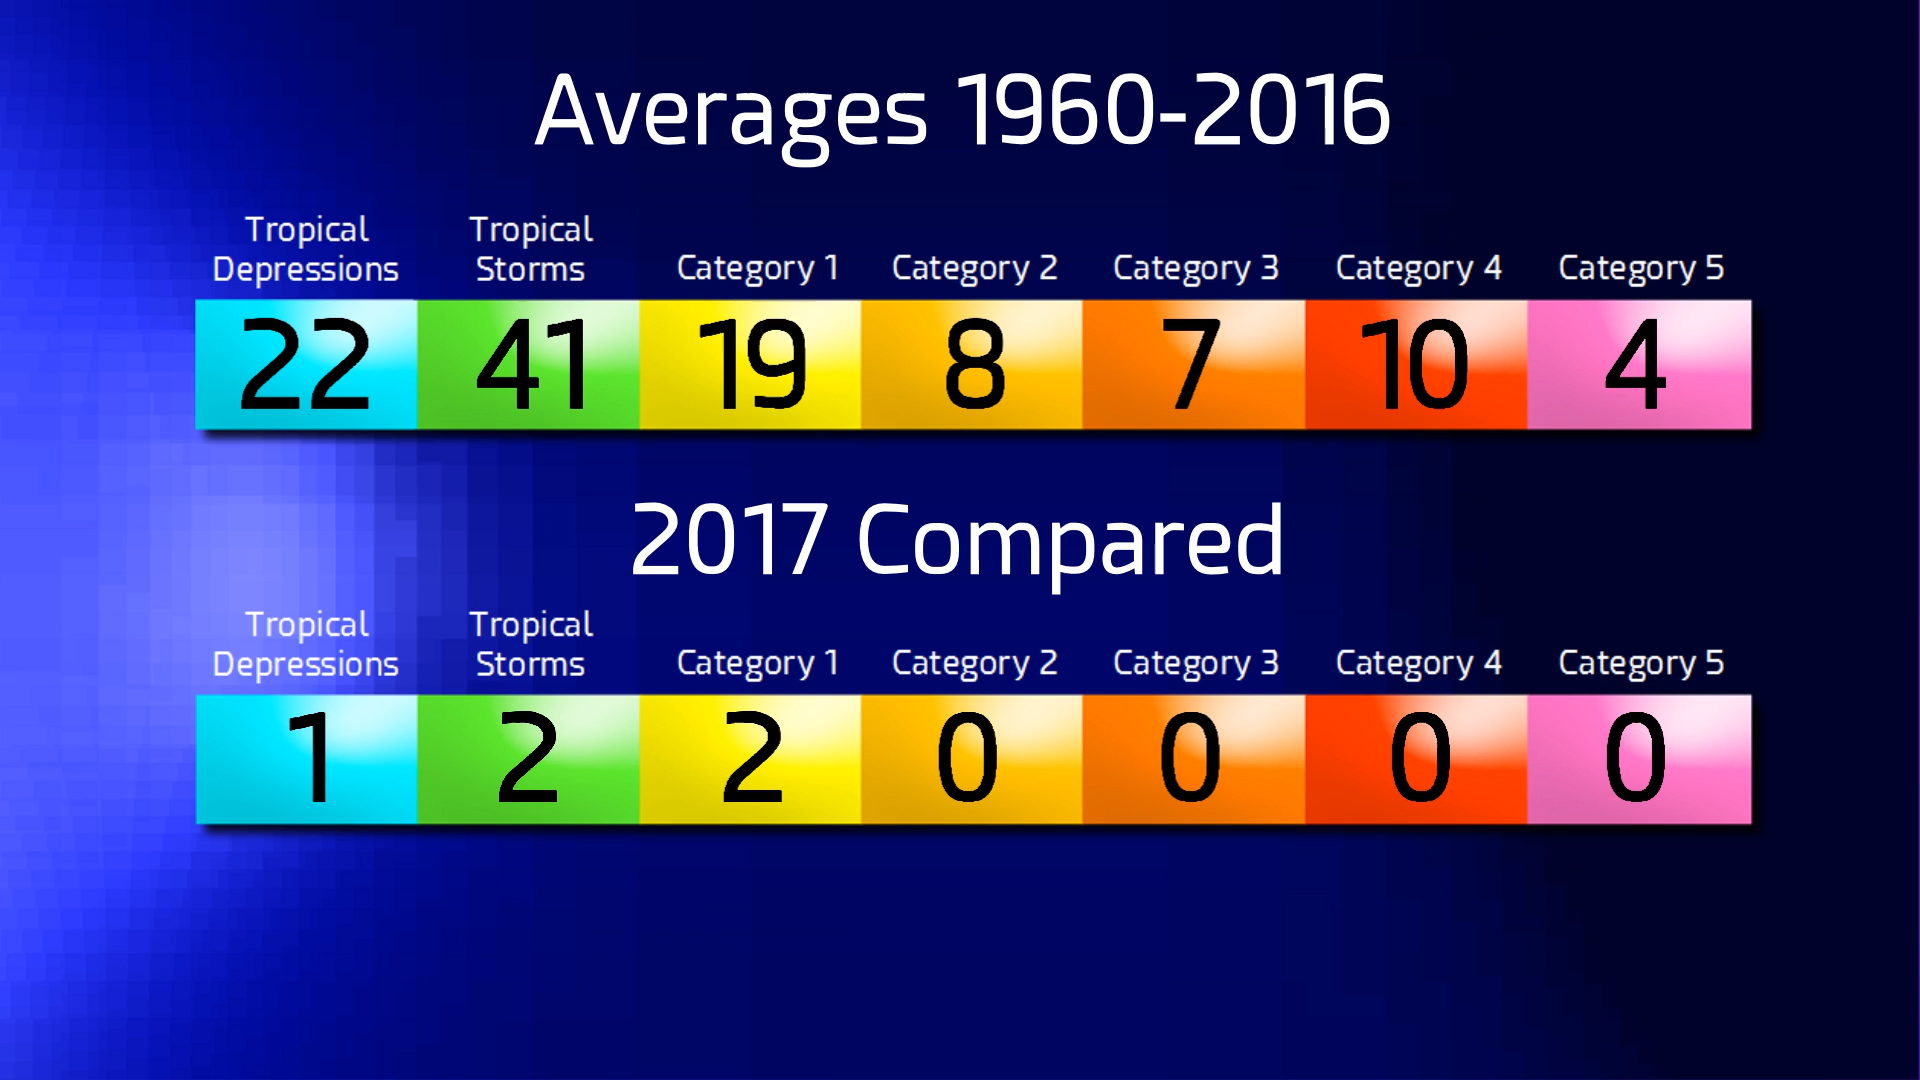 Averages 1960-2016
Tropical Depressions
Tropical Storms
Category 1
Category 2
Category 3
Category 4
Category 5
22 41 19 8 7 10 4
2017 Compared
Tropical Depressions
Tropical Storms
Category 1
Category 2
Category 3
Category 4
Category 5
1 2 2 0 0 0 0